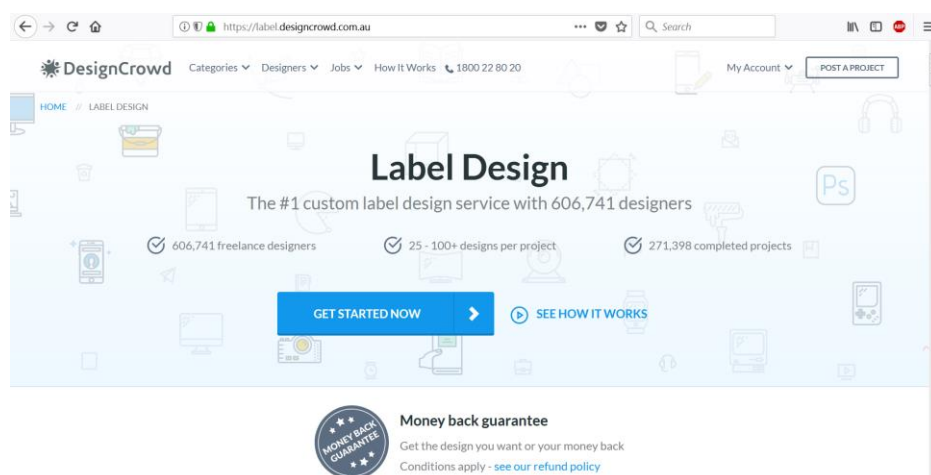 https://label.designcrowd.com.au
Search
ABP
DesignCrowd Categories Designers Jobs How It Works 1800 22 80 20 My Account POST A PROJECT
HOME // LABEL DESIGN
Label Design
The #1 custom label design service with 606,741 designers
Ps
606,741 freelance designers 25 - 100+ designs per project 271,398 completed projects
GET STARTED NOW SEE HOW IT WORKS
MONEY BACK GUARANTEE
Money back guarantee
Get the design you want or your money back
Conditions apply - see our refund policy